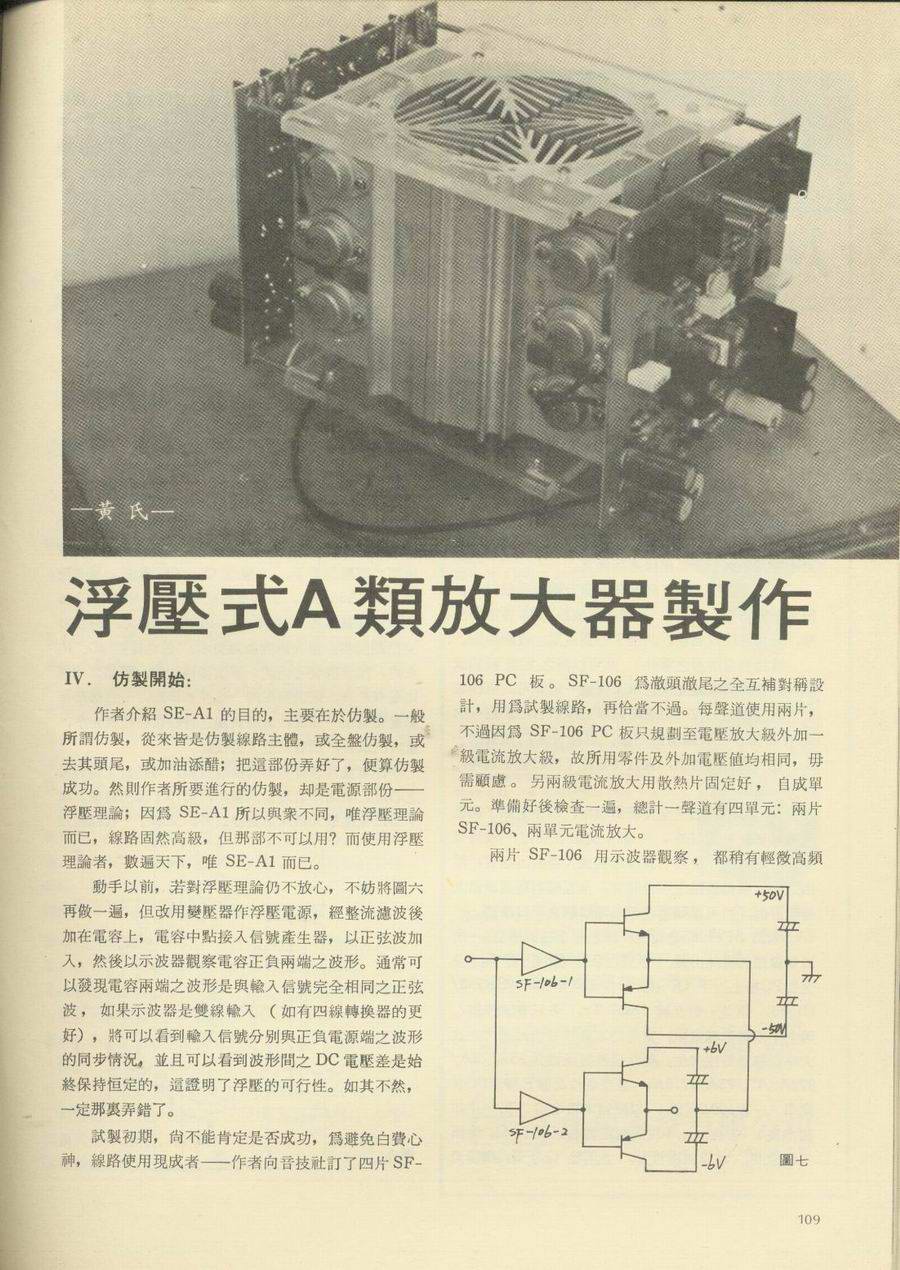 —黃 氏—
浮壓式A類放大器製作
IV. 仿製開始:
作者介紹 SE-A1 的目的，主要在於仿製。一般
所謂仿製，從來皆是仿製線路主體，或全盤仿製，或
去其頭尾，或加油添醋；把這部份弄好了，便算仿製
成功。然則作者所要進行的仿製，却是電源部份——
浮壓理論；因爲 SE-A1 所以與衆不同，唯浮壓理論
而已，線路固然高級，但那部不可以用？而使用浮壓
理論者，數遍天下，唯 SE-A1 而已。
動手以前，若對浮壓理論仍不放心，不妨將圖六
再做一遍，但改用變壓器作浮壓電源，經整流濾波後
加在電容上，電容中點接入信號產生器，以正弦波加
入，然後以示波器觀察電容正負兩端之波形。通常可
以發現電容兩端之波形是與輸入信號完全相同之正弦
波，如果示波器是雙線輸入（如有四線轉換器的更
好），將可以看到輸入信號分別與正負電源端之波形
的同步情況，並且可以看到波形間之 DC 電壓差是始
終保持恒定的，這證明了浮壓的可行性。如其不然，
一定那裏弄錯了。
試製初期，尙不能肯定是否成功，爲避免白費心
神，線路使用現成者——作者向音技社訂了四片 SF-
106 PC 板。SF-106 爲澈頭澈尾之全互補對稱設
計，用爲試製線路，再恰當不過。每聲道使用兩片，
不過因爲 SF-106 PC 板只規劃至電壓放大級外加一
級電流放大級，故所用零件及外加電壓値均相同，毋
需顧慮。另兩級電流放大用散熱片固定好，自成單
元。準備好後檢查一遍，總計一聲道有四單元：兩片
SF-106、兩單元電流放大。
兩片 SF-106 用示波器觀察，都稍有輕微高頻
+50V
SF-106-1
-50V
+6V
SF-106-2
-6V
圖七
109